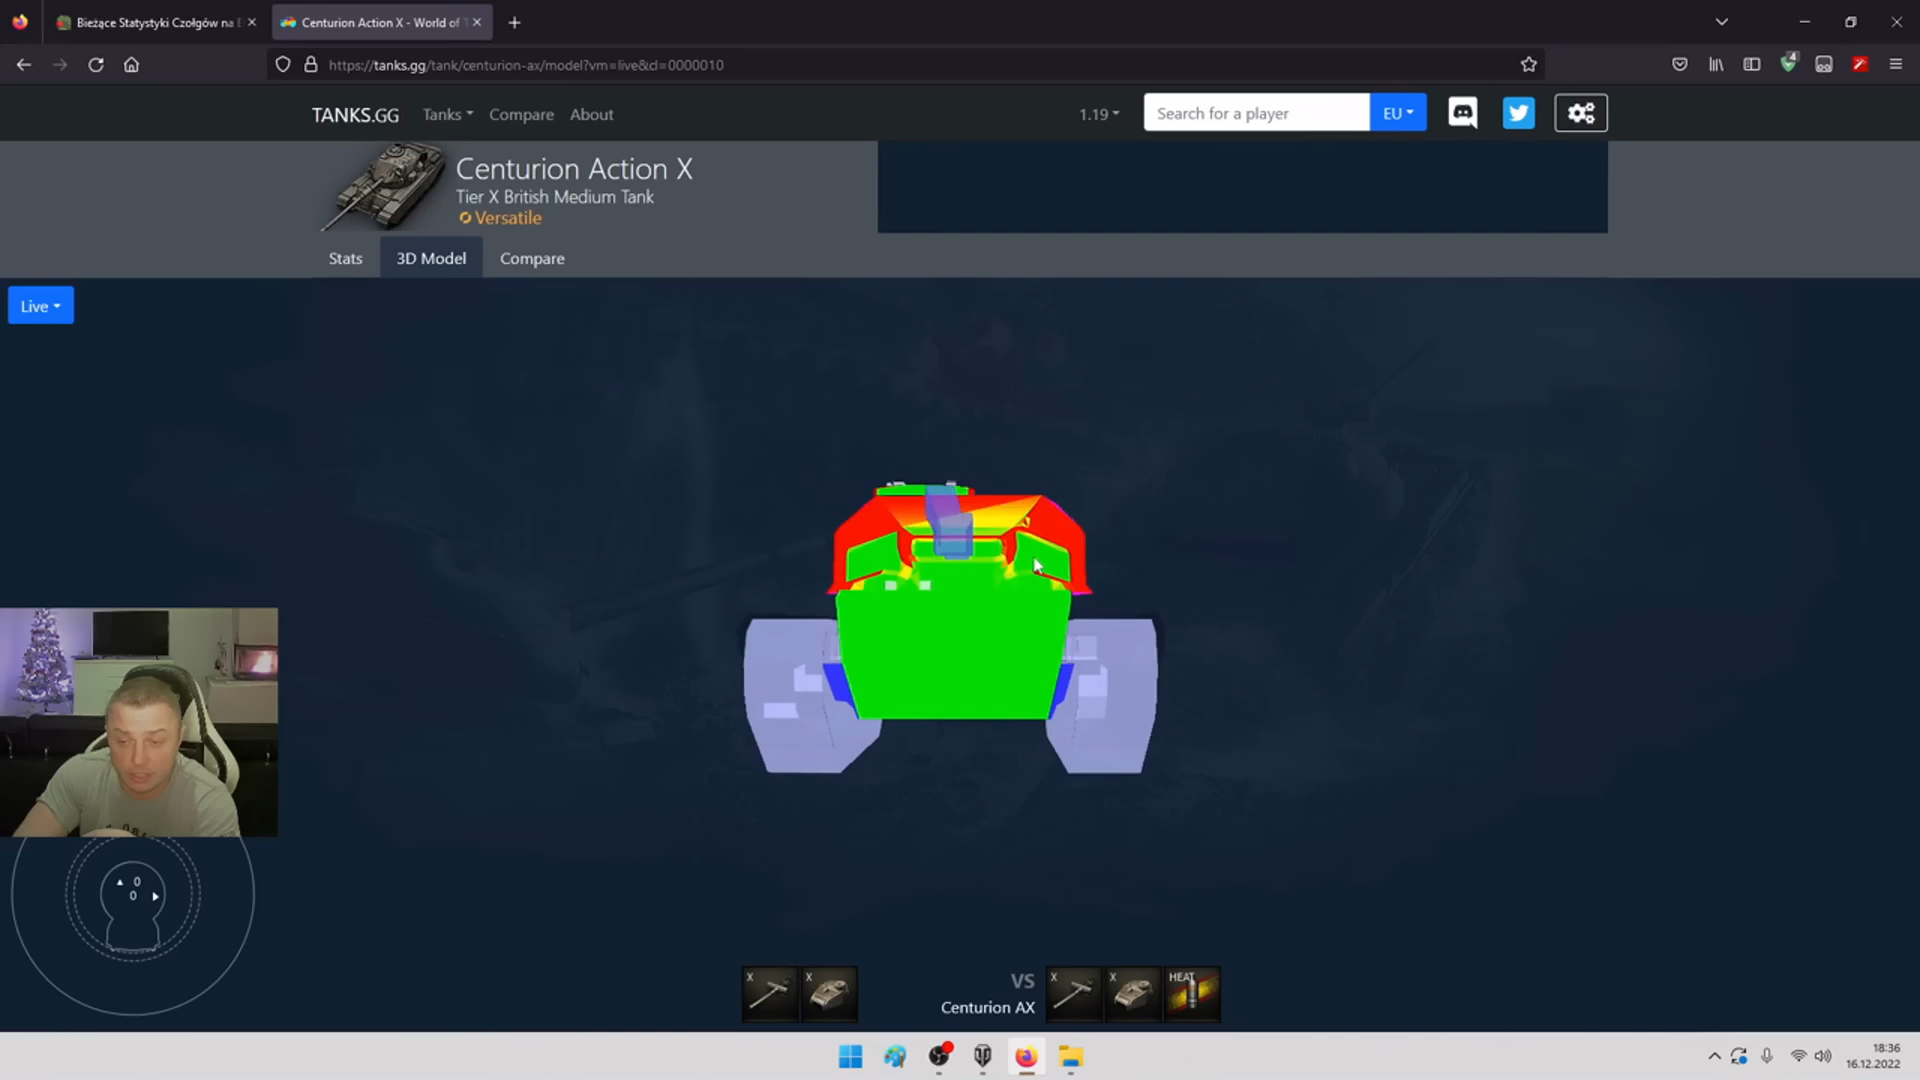 Bieżące Statystyki Czołgów na E
Centurion Action X - World of T
https://tanks.gg/tank/centurion-ax/model?vm=live&cl=0000010
4
TANKS.GG
Tanks
Compare
About
1.19
Search for a player
EU
Centurion Action X
Tier X British Medium Tank
Versatile
Stats
3D Model
Compare
Live
0
0
X
X
VS
Centurion AX
X
X
HEAT
18:36
16.12.2022